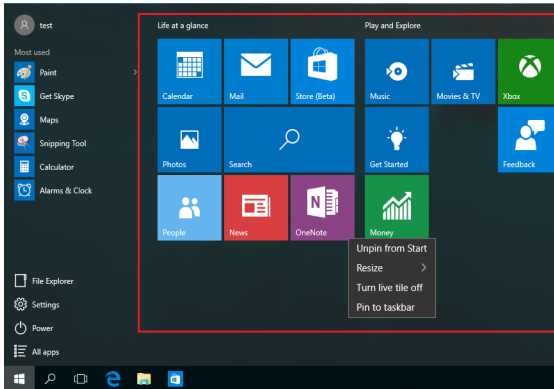 test
Most used
Paint
Get Skype
Maps
Snipping Tool
Calculator
Alarms & Clock
File Explorer
Settings
Power
All apps
Life at a glance
Calendar
Mail
Store (Beta)
Photos
Search
People
News
OneNote
Play and Explore
Music
Movies & TV
Xbox
Get Started
Feedback
Money
Unpin from Start
Resize
Turn live tile off
Pin to taskbar